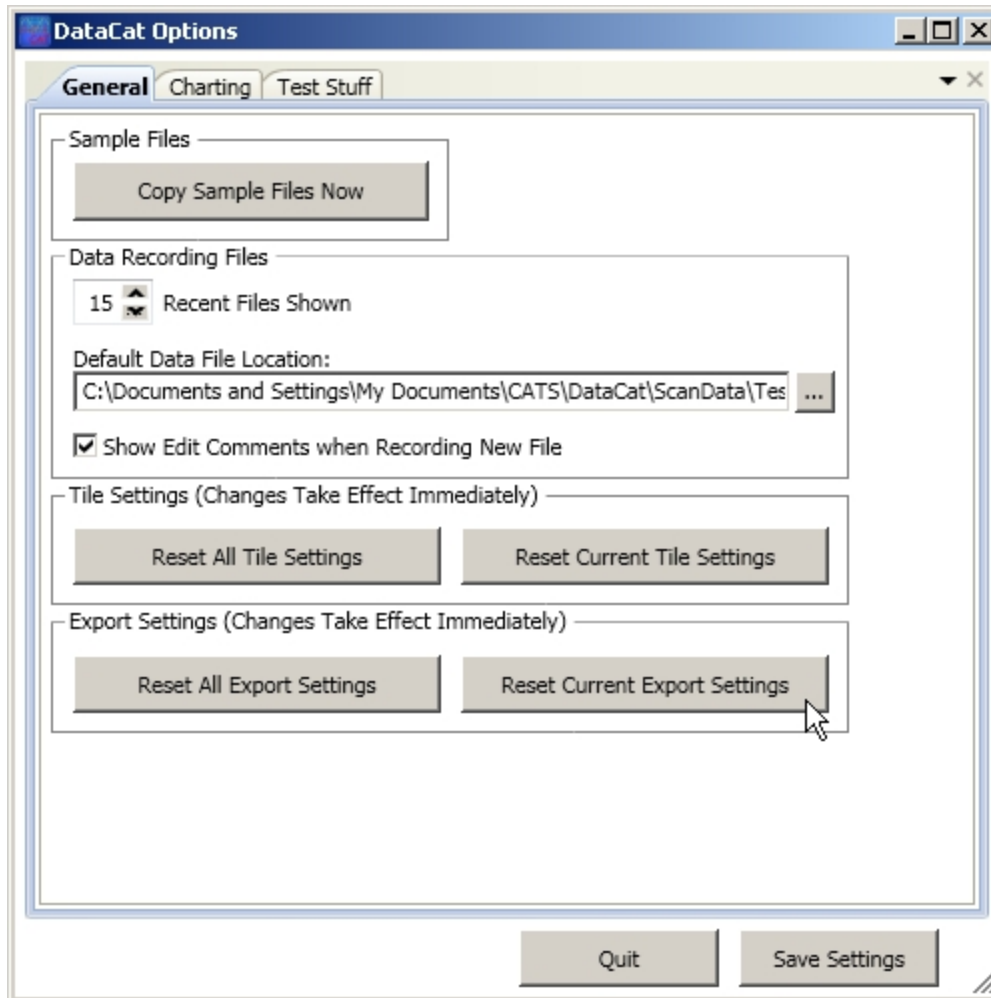 DataCat Options
General Charting Test Stuff
Sample Files
Copy Sample Files Now
Data Recording Files
15 Recent Files Shown
Default Data File Location:
C:\Documents and Settings\My Documents\CATS\DataCat\ScanData\Tes ...
Show Edit Comments when Recording New File
Tile Settings (Changes Take Effect Immediately)
Reset All Tile Settings Reset Current Tile Settings
Export Settings (Changes Take Effect Immediately)
Reset All Export Settings Reset Current Export Settings
Quit Save Settings